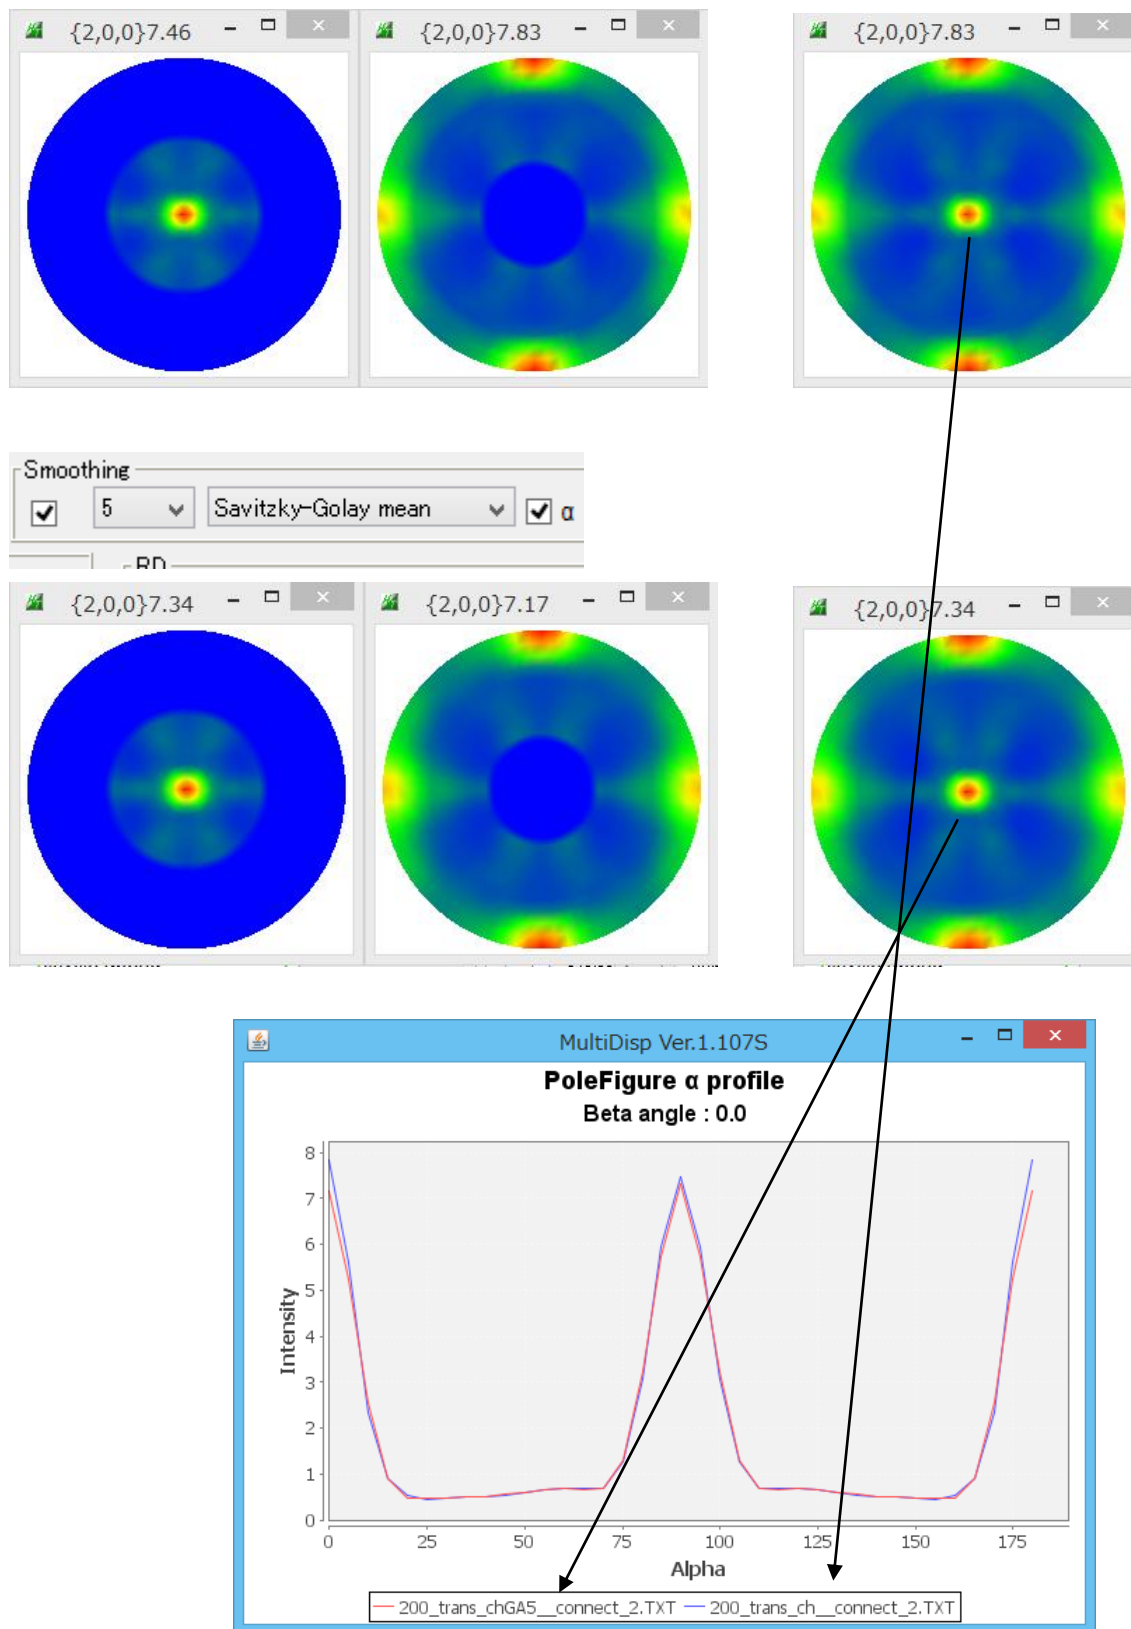 {2,0,0}7.46
{2,0,0}7.83
{2,0,0}7.83
Smoothing
5
Savitzky-Golay mean
α
RD
{2,0,0}7.34
{2,0,0}7.17
{2,0,0}7.34
MultiDisp Ver.1.107S
PoleFigure α profile
Beta angle : 0.0
8
7
6
5
4
3
2
1
0
Intensity
0 25 50 75 100 125 150 175
Alpha
200_trans_chGA5__connect_2.TXT 200_trans_ch__connect_2.TXT